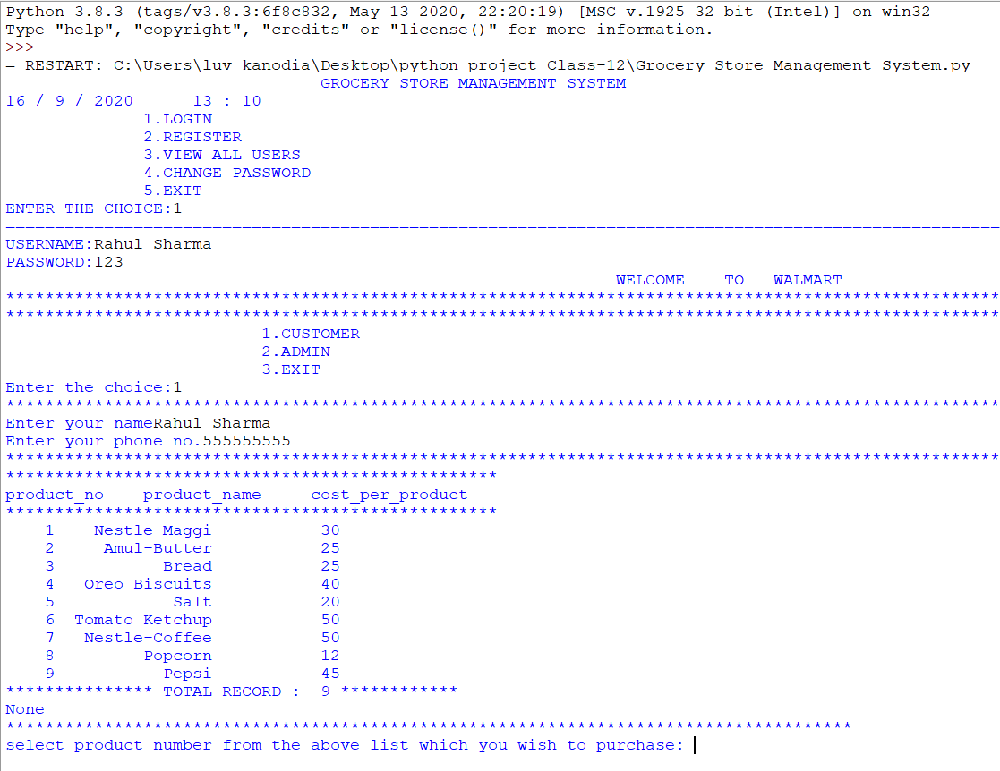 Python 3.8.3 (tags/v3.8.3:6f8c832, May 13 2020, 22:20:19) [MSC v.1925 32 bit (Intel)] on win32
Type "help", "copyright", "credits" or "license()" for more information.
>>>
= RESTART: C:\Users\luv kanodia\Desktop\python project Class-12\Grocery Store Management System.py
GROCERY STORE MANAGEMENT SYSTEM
16 / 9 / 2020      13 : 10
1.LOGIN
2.REGISTER
3.VIEW ALL USERS
4.CHANGE PASSWORD
5.EXIT
ENTER THE CHOICE:1
=====================================================================================================
USERNAME:Rahul Sharma
PASSWORD:123
WELCOME    TO   WALMART
*****************************************************************************************************
*****************************************************************************************************
1.CUSTOMER
2.ADMIN
3.EXIT
Enter the choice:1
*****************************************************************************************************
Enter your nameRahul Sharma
Enter your phone no.555555555
*****************************************************************************************************
**************************************************
product_no    product_name     cost_per_product
**************************************************
1    Nestle-Maggi           30
2     Amul-Butter           25
3           Bread           25
4   Oreo Biscuits           40
5            Salt           20
6  Tomato Ketchup           50
7   Nestle-Coffee           50
8         Popcorn           12
9           Pepsi           45
*************** TOTAL RECORD :  9 ************
None
**************************************************************************************
select product number from the above list which you wish to purchase: